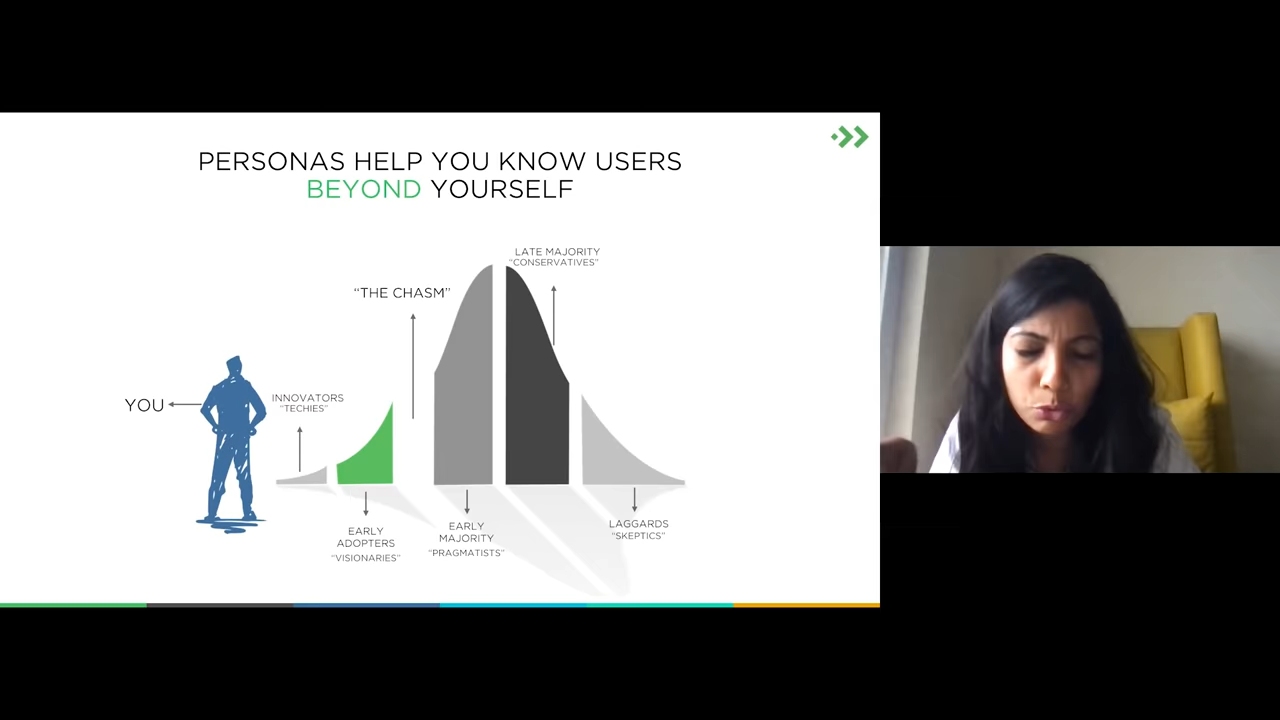 PERSONAS HELP YOU KNOW USERS
BEYOND YOURSELF
LATE MAJORITY
"CONSERVATIVES"
“THE CHASM”
YOU
INNOVATORS
“TECHIES”
EARLY
ADOPTERS
“VISIONARIES”
EARLY
MAJORITY
“PRAGMATISTS”
LAGGARDS
“SKEPTICS”